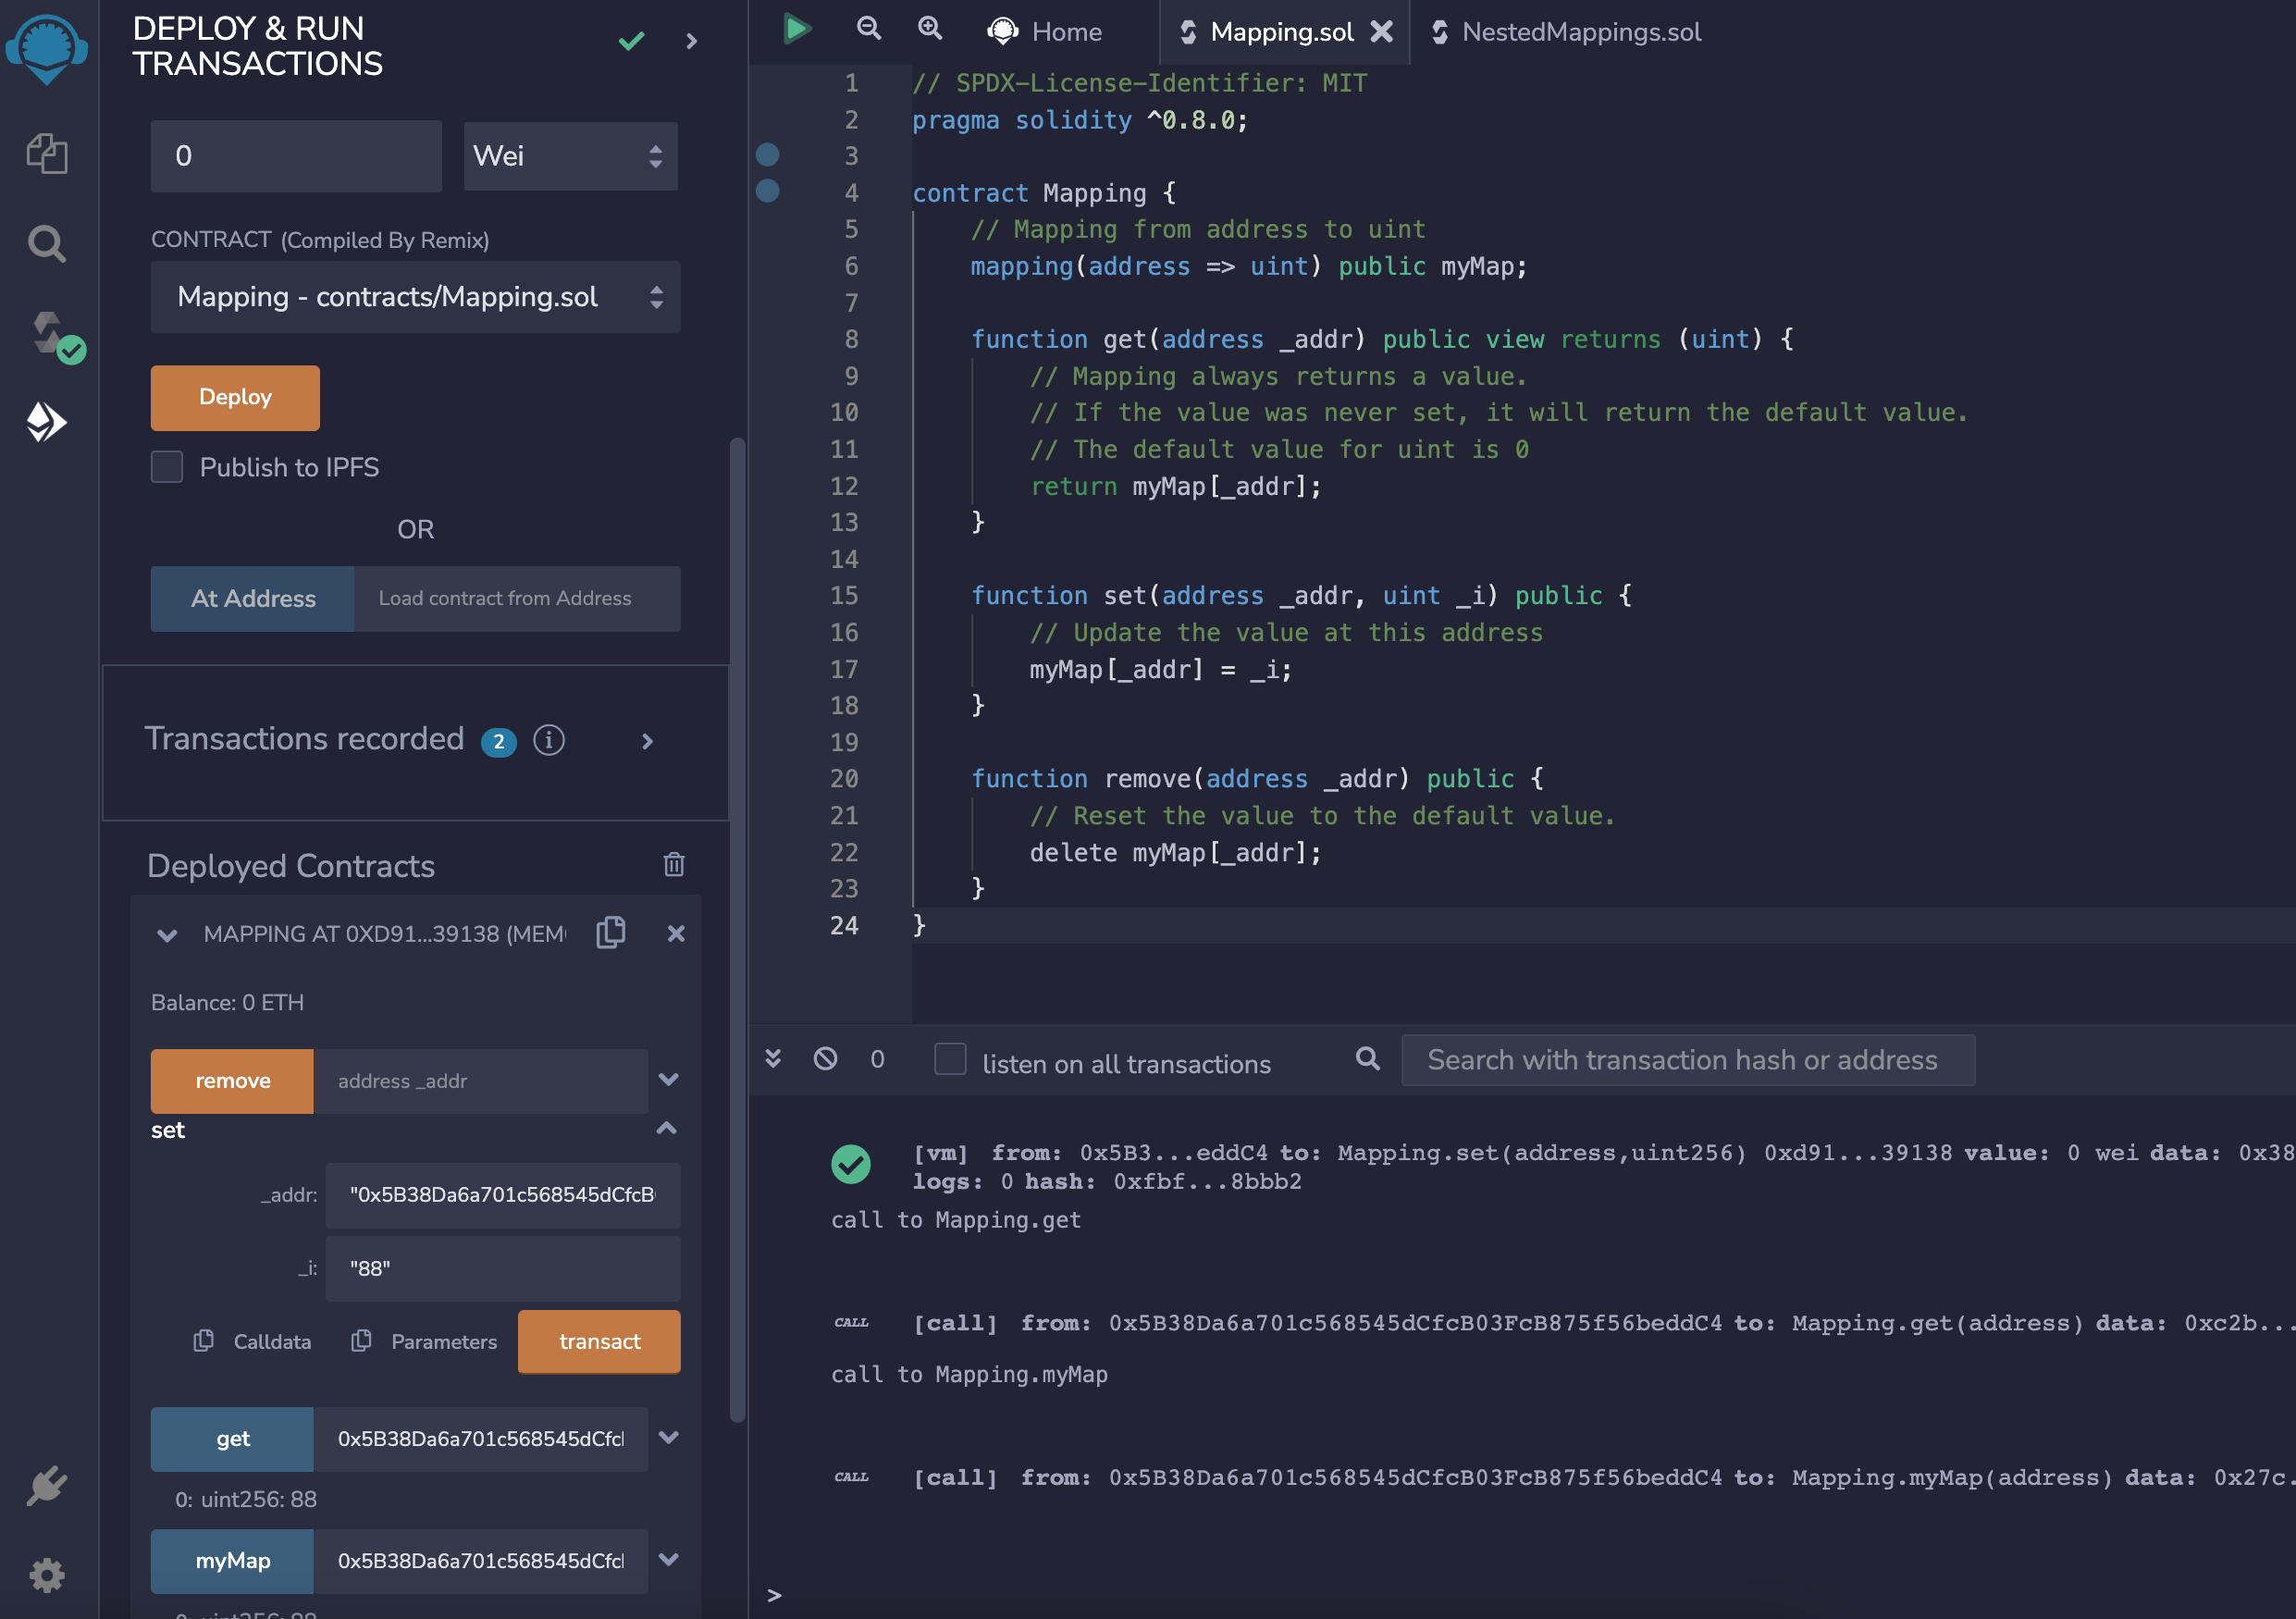 DEPLOY & RUN
TRANSACTIONS
0
Wei
CONTRACT (Compiled By Remix)
Mapping - contracts/Mapping.sol
Deploy
Publish to IPFS
OR
At Address
Load contract from Address
Transactions recorded 2 i
Deployed Contracts
MAPPING AT 0XD91...39138 (MEM
Balance: 0 ETH
remove
address _addr
set
_addr:
"0x5B38Da6a701c568545dCfcB
_i:
"88"
Calldata
Parameters
transact
get
0x5B38Da6a701c568545dCfc
0: uint256: 88
myMap
0x5B38Da6a701c568545dCfc
0: uint256: 88
Home
Mapping.sol
NestedMappings.sol
1 // SPDX-License-Identifier: MIT
2 pragma solidity ^0.8.0;
3
4 contract Mapping {
5 // Mapping from address to uint
6 mapping(address => uint) public myMap;
7
8 function get(address _addr) public view returns (uint) {
9 // Mapping always returns a value.
10 // If the value was never set, it will return the default value.
11 // The default value for uint is 0
12 return myMap[_addr];
13 }
14
15 function set(address _addr, uint _i) public {
16 // Update the value at this address
17 myMap[_addr] = _i;
18 }
19
20 function remove(address _addr) public {
21 // Reset the value to the default value.
22 delete myMap[_addr];
23 }
24 }
0
listen on all transactions
Search with transaction hash or address
[vm] from: 0x5B3...eddC4 to: Mapping.set(address,uint256) 0xd91...39138 value: 0 wei data: 0x38
logs: 0 hash: 0xfbf...8bbb2
call to Mapping.get
CALL [call] from: 0x5B38Da6a701c568545dCfcB03FcB875f56beddC4 to: Mapping.get(address) data: 0xc2b...
call to Mapping.myMap
CALL [call] from: 0x5B38Da6a701c568545dCfcB03FcB875f56beddC4 to: Mapping.myMap(address) data: 0x27c.
>